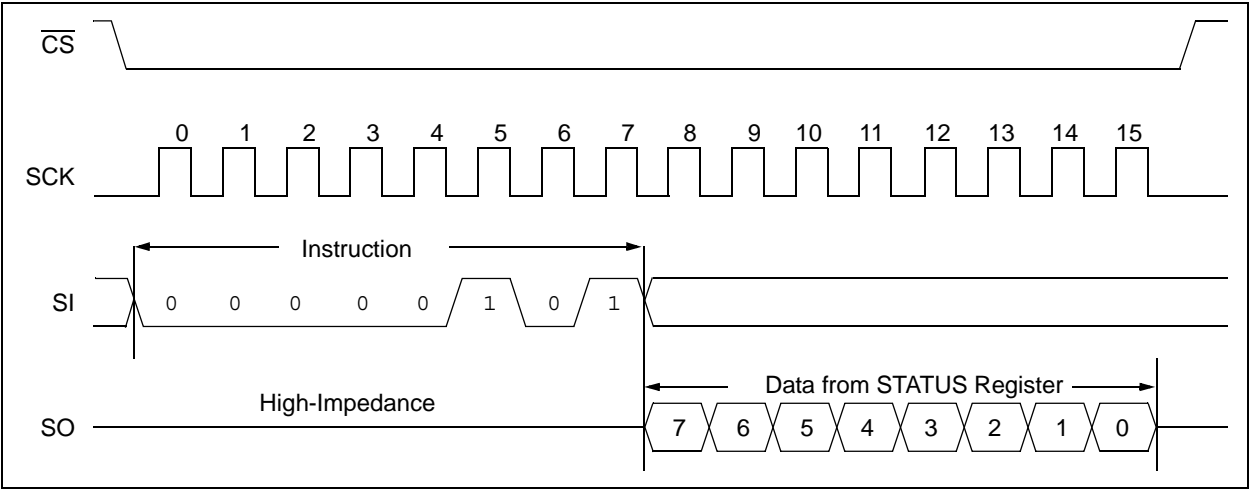 CS
0 1 2 3 4 5 6 7 8 9 10 11 12 13 14 15
SCK
Instruction
SI 0 0 0 0 0 1 0 1
Data from STATUS Register
High-Impedance
SO 7 6 5 4 3 2 1 0